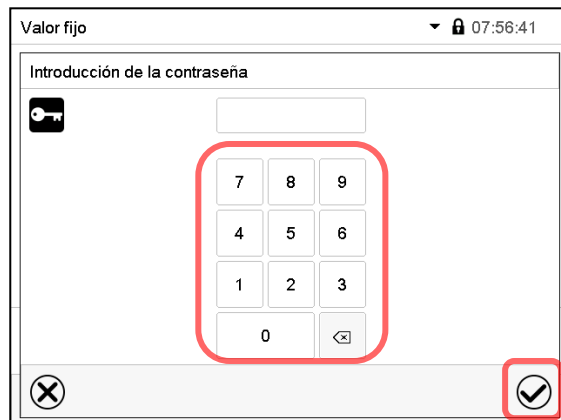 Valor fijo 07:56:41
Introducción de la contraseña
7 8 9
4 5 6
1 2 3
0